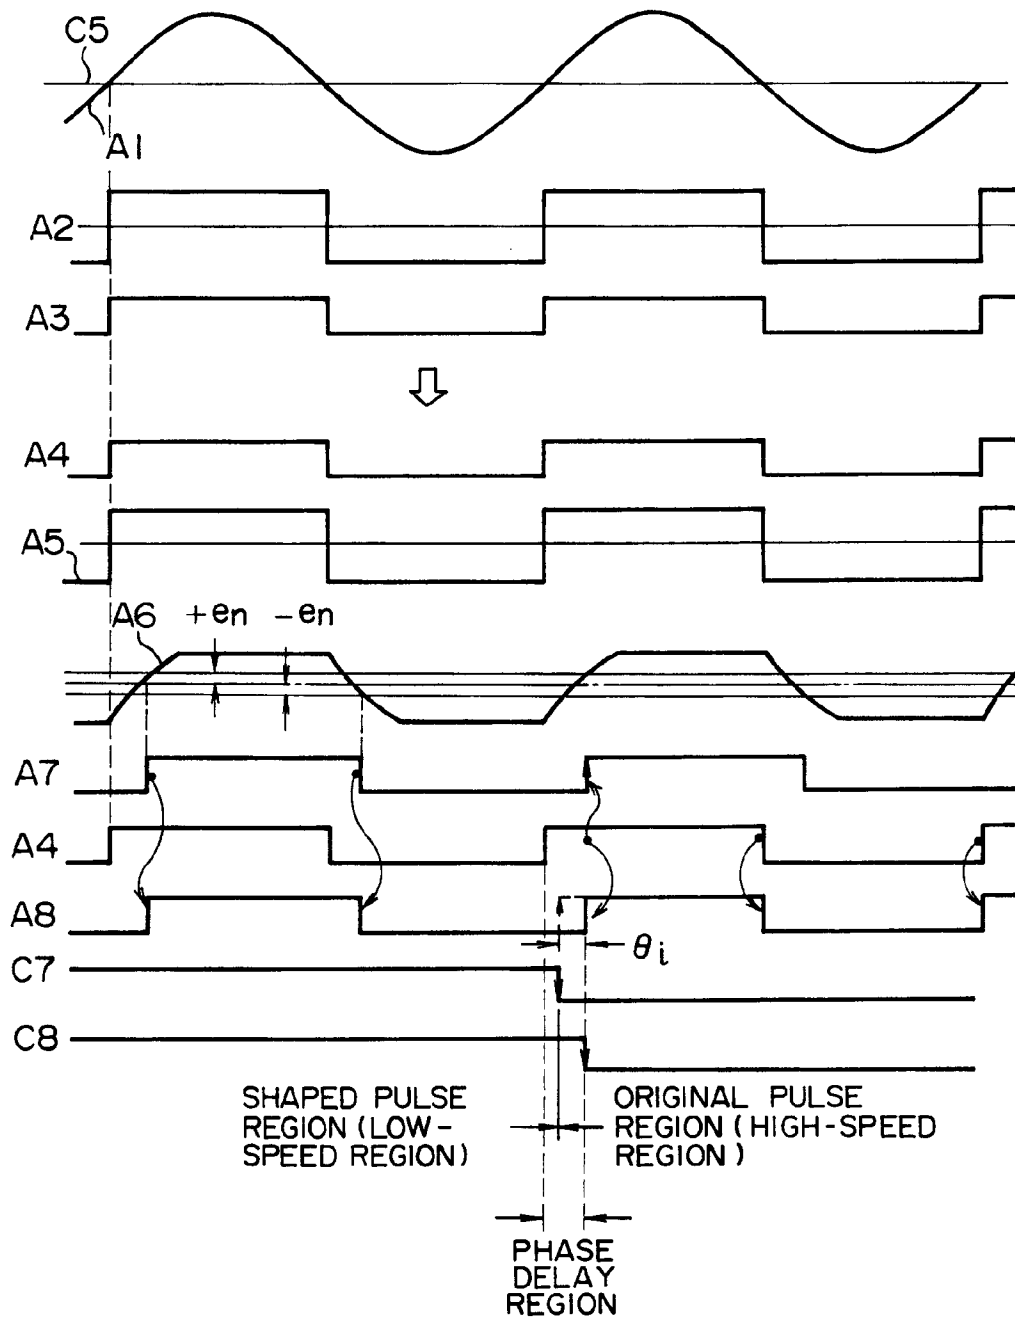 C5
A1
A2
A3
A4
A5
A6 +en -en
A7
A4
A8
θi
C7
C8
SHAPED PULSE
REGION (LOW-
SPEED REGION)
ORIGINAL PULSE
REGION (HIGH-SPEED
REGION)
PHASE
DELAY
REGION